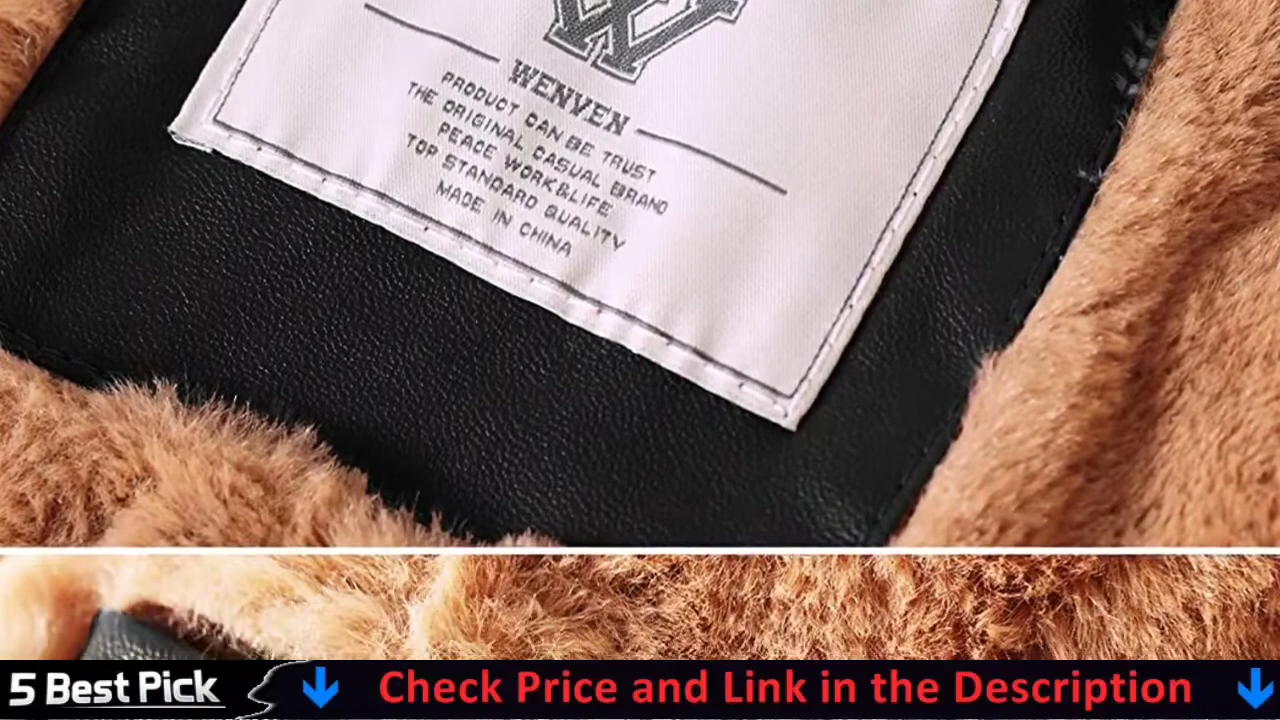 WENVEN
PRODUCT CAN BE TRUST
THE ORIGINAL CASUAL BRAND
PEACE WORK&LIFE
TOP STANDARD QUALITY
MADE IN CHINA
5 Best Pick
Check Price and Link in the Description